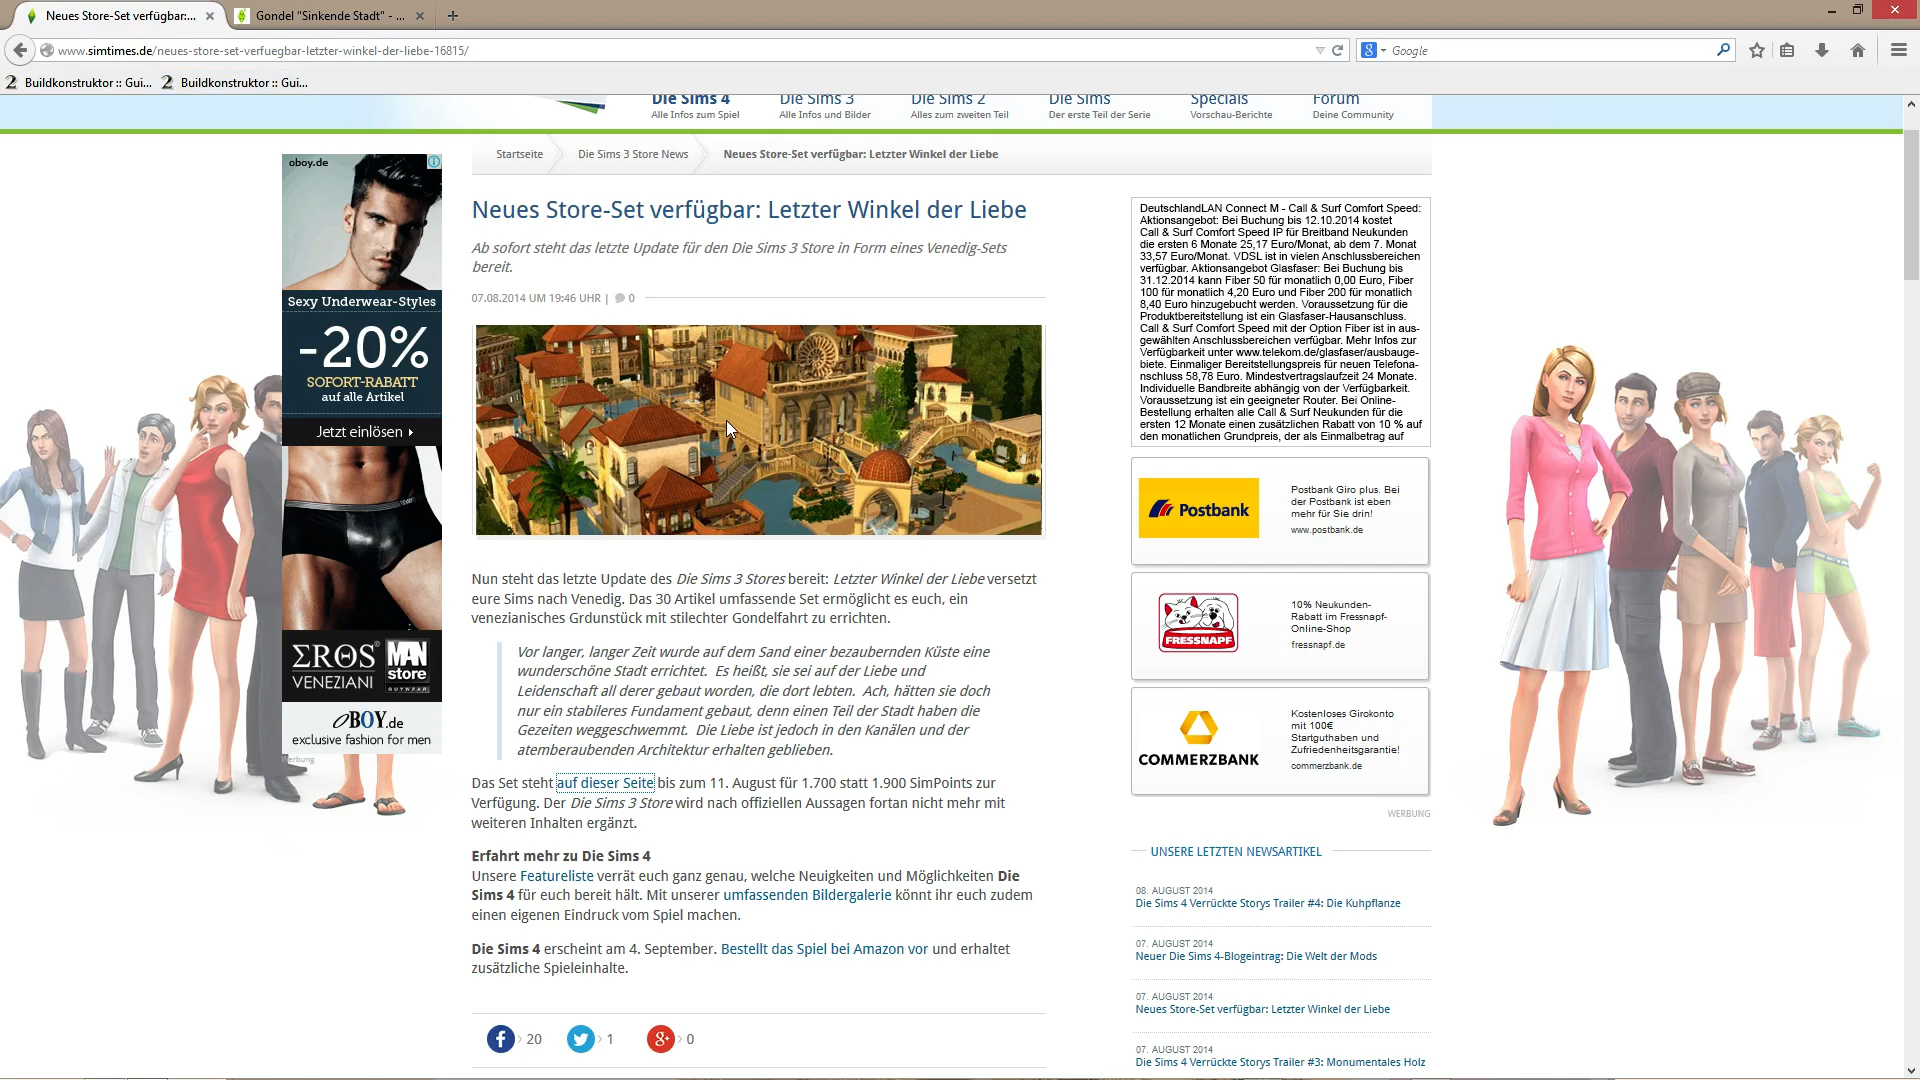 Neues Store-Set verfügbar:...
Gondel "Sinkende Stadt" - ...
www.simtimes.de/neues-store-set-verfuegbar-letzter-winkel-der-liebe-16815/
Google
Buildkonstruktor :: Gui...
Buildkonstruktor :: Gui...
Die Sims 4
Die Sims 3
Die Sims 2
Die Sims
Specials
Forum
Alle Infos zum Spiel
Alle Infos und Bilder
Alles zum zweiten Teil
Der erste Teil der Serie
Vorschau-Berichte
Deine Community
Startseite
Die Sims 3 Store News
Neues Store-Set verfügbar: Letzter Winkel der Liebe
oboy.de
Sexy Underwear-Styles
-20%
SOFORT-RABATT
auf alle Artikel
Jetzt einlösen
EROS
VENEZIANI
MAN
store
GUYWEAR
OBOY.de
exclusive fashion for men
Werbung
Neues Store-Set verfügbar: Letzter Winkel der Liebe
Ab sofort steht das letzte Update für den Die Sims 3 Store in Form eines Venedig-Sets
bereit.
07.08.2014 UM 19:46 UHR | 0
Nun steht das letzte Update des Die Sims 3 Stores bereit: Letzter Winkel der Liebe versetzt
eure Sims nach Venedig. Das 30 Artikel umfassende Set ermöglicht es euch, ein
venezianisches Grdunstück mit stilechter Gondelfahrt zu errichten.
Vor langer, langer Zeit wurde auf dem Sand einer bezaubernden Küste eine
wunderschöne Stadt errichtet. Es heißt, sie sei auf der Liebe und
Leidenschaft all derer gebaut worden, die dort lebten. Ach, hätten sie doch
nur ein stabileres Fundament gebaut, denn einen Teil der Stadt haben die
Gezeiten weggeschwemmt. Die Liebe ist jedoch in den Kanälen und der
atemberaubenden Architektur erhalten geblieben.
Das Set steht auf dieser Seite bis zum 11. August für 1.700 statt 1.900 SimPoints zur
Verfügung. Der Die Sims 3 Store wird nach offiziellen Aussagen fortan nicht mehr mit
weiteren Inhalten ergänzt.
Erfahrt mehr zu Die Sims 4
Unsere Featureliste verrät euch ganz genau, welche Neuigkeiten und Möglichkeiten Die
Sims 4 für euch bereit hält. Mit unserer umfassenden Bildergalerie könnt ihr euch zudem
einen eigenen Eindruck vom Spiel machen.
Die Sims 4 erscheint am 4. September. Bestellt das Spiel bei Amazon vor und erhaltet
zusätzliche Spieleinhalte.
20
1
0
DeutschlandLAN Connect M - Call & Surf Comfort Speed:
Aktionsangebot: Bei Buchung bis 12.10.2014 kostet
Call & Surf Comfort Speed IP für Breitband Neukunden
die ersten 6 Monate 25,17 Euro/Monat, ab dem 7. Monat
33,57 Euro/Monat. VDSL ist in vielen Anschlussbereichen
verfügbar. Aktionsangebot Glasfaser: Bei Buchung bis
31.12.2014 kann Fiber 50 für monatlich 0,00 Euro, Fiber
100 für monatlich 4,20 Euro und Fiber 200 für monatlich
8,40 Euro hinzugebucht werden. Voraussetzung für die
Produktbereitstellung ist ein Glasfaser-Hausanschluss.
Call & Surf Comfort Speed mit der Option Fiber ist in aus-
gewählten Anschlussbereichen verfügbar. Mehr Infos zur
Verfügbarkeit unter www.telekom.de/glasfaser/ausbauge-
biete. Einmaliger Bereitstellungspreis für neuen Telefona-
nschluss 58,78 Euro. Mindestvertragslaufzeit 24 Monate.
Individuelle Bandbreite abhängig von der Verfügbarkeit.
Voraussetzung ist ein geeigneter Router. Bei Online-
Bestellung erhalten alle Call & Surf Neukunden für die
ersten 12 Monate einen zusätzlichen Rabatt von 10 % auf
den monatlichen Grundpreis, der als Einmalbetrag auf
Postbank
Postbank Giro plus. Bei
der Postbank ist eben
mehr für Sie drin!
www.postbank.de
FRESSNAPF
10% Neukunden-
Rabatt im Fressnapf-
Online-Shop
fressnapf.de
COMMERZBANK
Kostenloses Girokonto
mit 100€
Startguthaben und
Zufriedenheitsgarantie!
commerzbank.de
WERBUNG
UNSERE LETZTEN NEWSARTIKEL
08. AUGUST 2014
Die Sims 4 Verrückte Storys Trailer #4: Die Kuhpflanze
07. AUGUST 2014
Neuer Die Sims 4-Blogeintrag: Die Welt der Mods
07. AUGUST 2014
Neues Store-Set verfügbar: Letzter Winkel der Liebe
07. AUGUST 2014
Die Sims 4 Verrückte Storys Trailer #3: Monumentales Holz